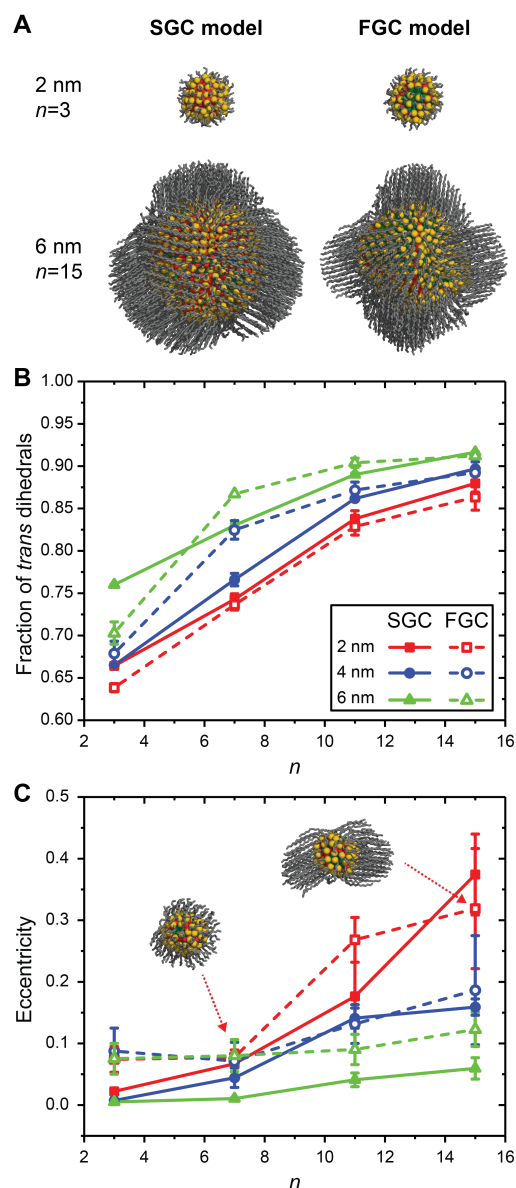 A
SGC model FGC model
2 nm
n=3
6 nm
n=15
B
1.00
0.95
0.90
0.85
0.80
0.75
0.70
0.65
0.60
Fraction of trans dihedrals
SGC FGC
2 nm
4 nm
6 nm
2 4 6 8 10 12 14 16
n
C
0.5
0.4
0.3
0.2
0.1
0.0
Eccentricity
2 4 6 8 10 12 14 16
n